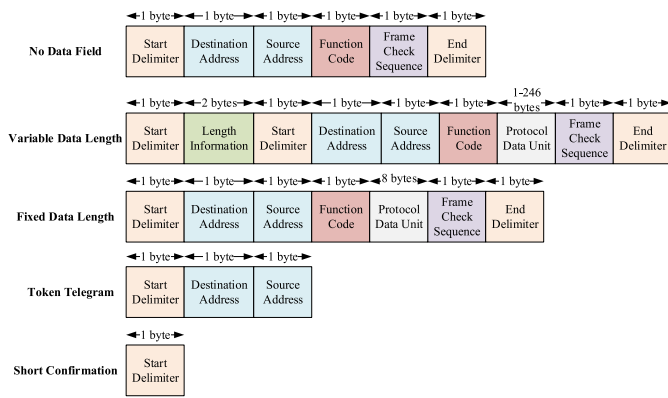 1 byte 1 byte 1 byte 1 byte 1 byte 1 byte
No Data Field
Start Delimiter
Destination Address
Source Address
Function Code
Frame Check Sequence
End Delimiter
1 byte 2 bytes 1 byte 1 byte 1 byte 1 byte 1-246 bytes 1 byte 1 byte
Variable Data Length
Start Delimiter
Length Information
Start Delimiter
Destination Address
Source Address
Function Code
Protocol Data Unit
Frame Check Sequence
End Delimiter
1 byte 1 byte 1 byte 1 byte 8 bytes 1 byte 1 byte
Fixed Data Length
Start Delimiter
Destination Address
Source Address
Function Code
Protocol Data Unit
Frame Check Sequence
End Delimiter
1 byte 1 byte 1 byte
Token Telegram
Start Delimiter
Destination Address
Source Address
1 byte
Short Confirmation
Start Delimiter